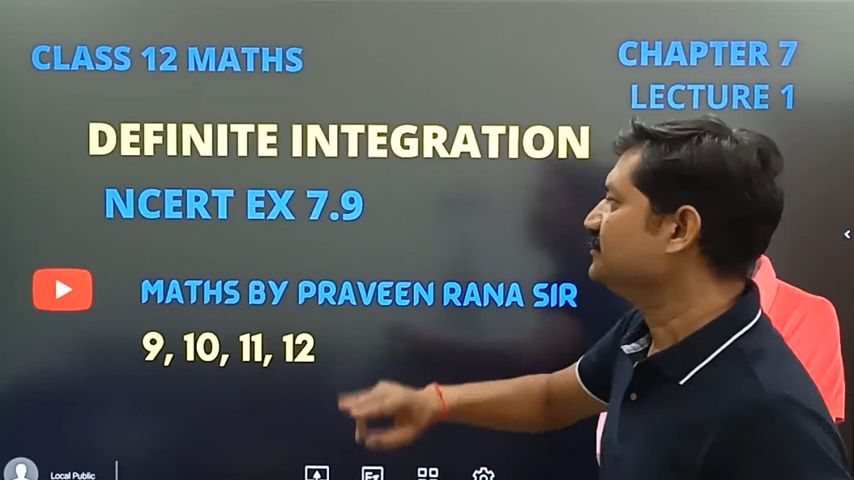 CLASS 12 MATHS
CHAPTER 7
LECTURE 1
DEFINITE INTEGRATION
NCERT EX 7.9
MATHS BY PRAVEEN RANA SIR
9, 10, 11, 12
Local Public